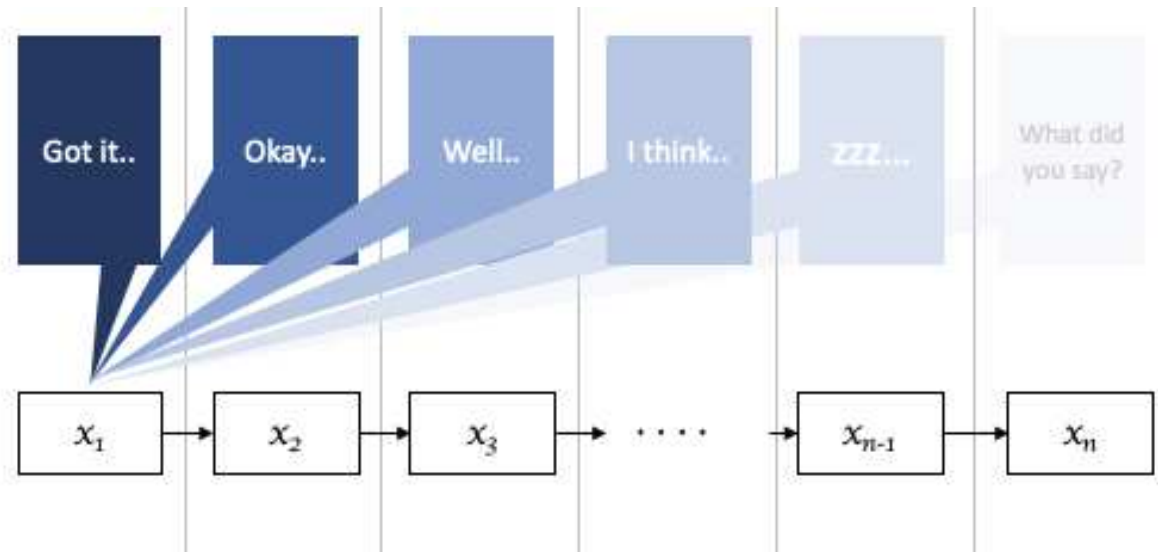 Got it..
Okay..
Well..
I think..
zzz...
What did
you say?
x₁
x₂
x₃
....
xₙ₋₁
xₙ